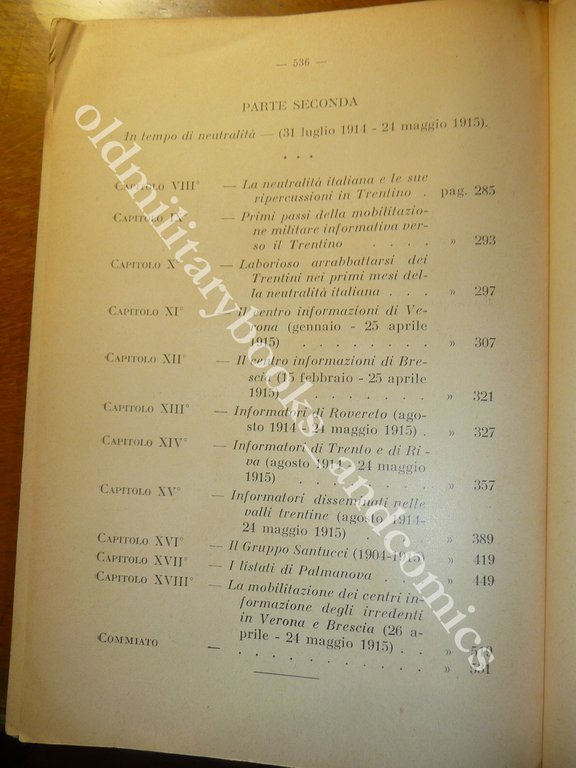 — 536 —
PARTE SECONDA
In tempo di neutralità — (31 luglio 1914 - 24 maggio 1915).
* * *
CAPITOLO VIII° — La neutralità italiana e le sue
ripercussioni in Trentino . pag. 285
CAPITOLO IX° — Primi passi della mobilitazio-
ne militare informativa ver-
so il Trentino . . . . » 293
CAPITOLO X° — Laborioso arrabbattarsi dei
Trentini nei primi mesi del-
la neutralità italiana . . . » 297
CAPITOLO XI° — Il centro informazioni di Ve-
rona (gennaio - 25 aprile
1915) . . . . . . . . » 307
CAPITOLO XII° — Il centro informazioni di Bre-
scia (15 febbraio - 25 aprile
1915) . . . . . . . . » 321
CAPITOLO XIII° — Informatori di Rovereto (ago-
sto 1914 - 24 maggio 1915) . » 327
CAPITOLO XIV° — Informatori di Trento e di Ri-
va (agosto 1914 - 24 maggio
1915) . . . . . . . . » 357
CAPITOLO XV° — Informatori disseminati nelle
valli trentine (agosto 1914-
24 maggio 1915) . . . » 389
CAPITOLO XVI° — Il Gruppo Santucci (1904-1915) » 419
CAPITOLO XVII° — I listati di Palmanova . . . » 449
CAPITOLO XVIII° — La mobilitazione dei centri in-
formazione degli irredenti
in Verona e Brescia (26 a-
prile - 24 maggio 1915) . . »
COMMIATO — . . . . . . . . . »
oldmilitarybooks_andcomics